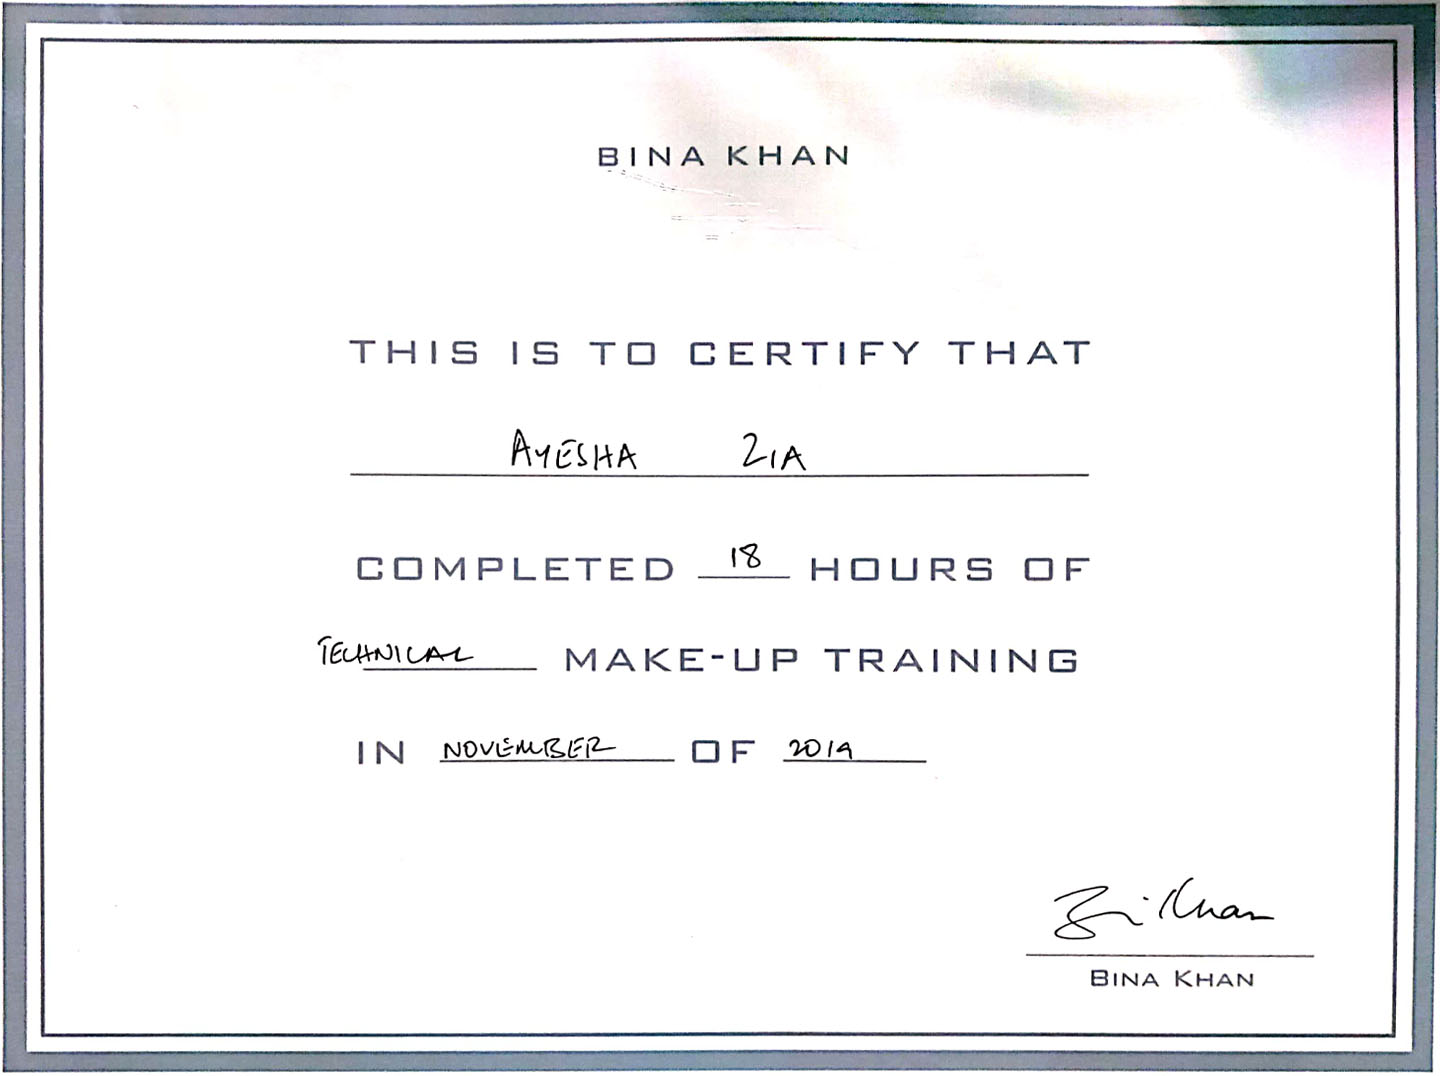 BINA KHAN
THIS IS TO CERTIFY THAT
AYESHA ZIA
COMPLETED 18 HOURS OF
TECHNICAL MAKE-UP TRAINING
IN NOVEMBER OF 2019
Bina Khan
BINA KHAN